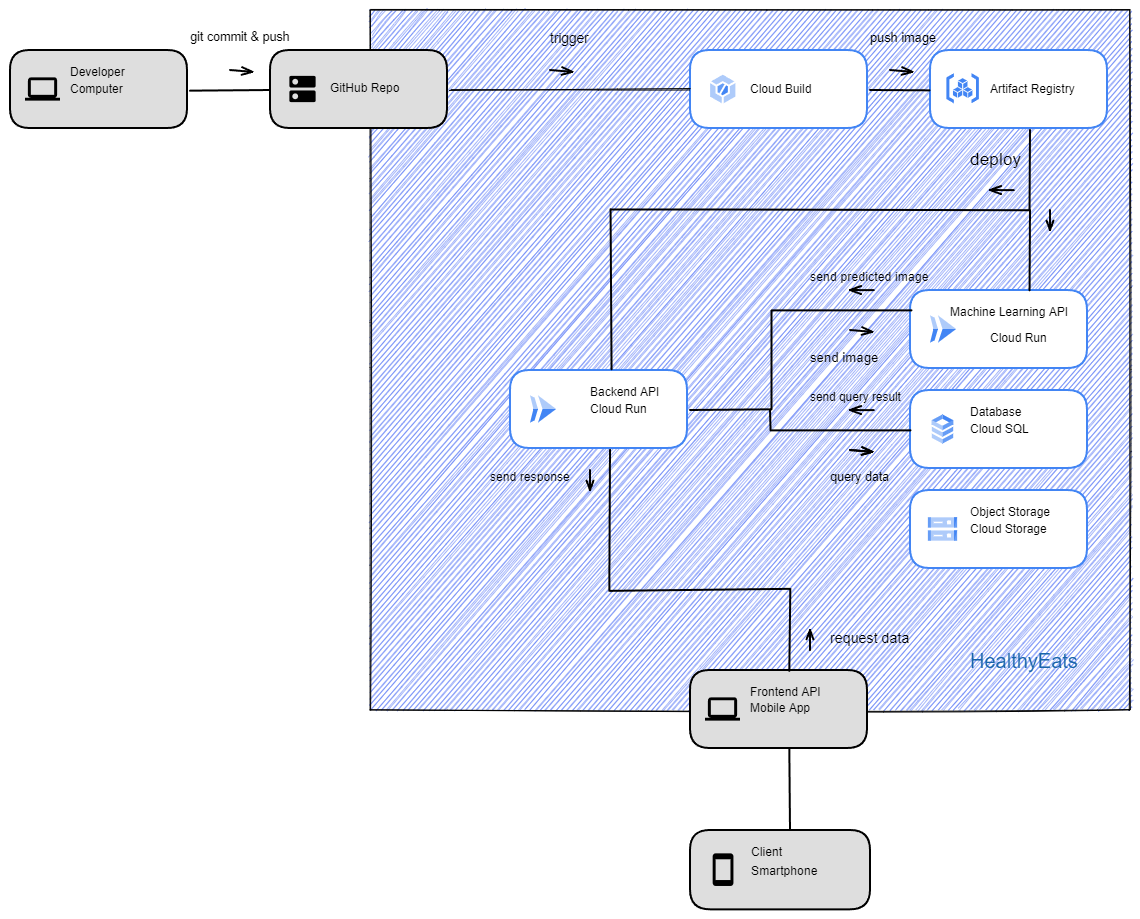 git commit & push
trigger
push image
Developer
Computer
GitHub Repo
Cloud Build
Artifact Registry
deploy
send predicted image
Machine Learning API
Cloud Run
send image
Backend API
Cloud Run
send query result
Database
Cloud SQL
send response
query data
Object Storage
Cloud Storage
request data
HealthyEats
Frontend API
Mobile App
Client
Smartphone